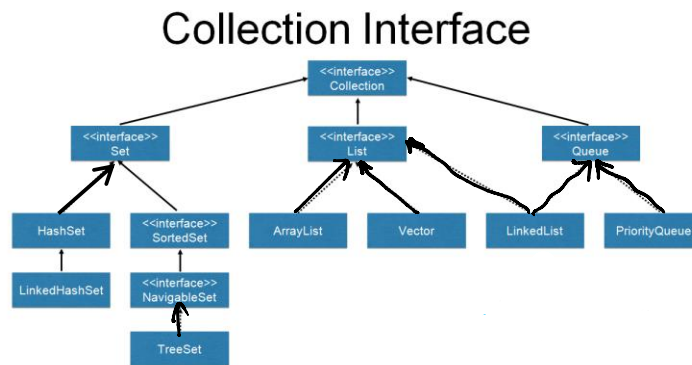 Collection Interface
<<interface>>
Collection
<<interface>>
Set
<<interface>>
List
<<interface>>
Queue
HashSet
<<interface>>
SortedSet
ArrayList
Vector
LinkedList
PriorityQueue
LinkedHashSet
<<interface>>
NavigableSet
TreeSet